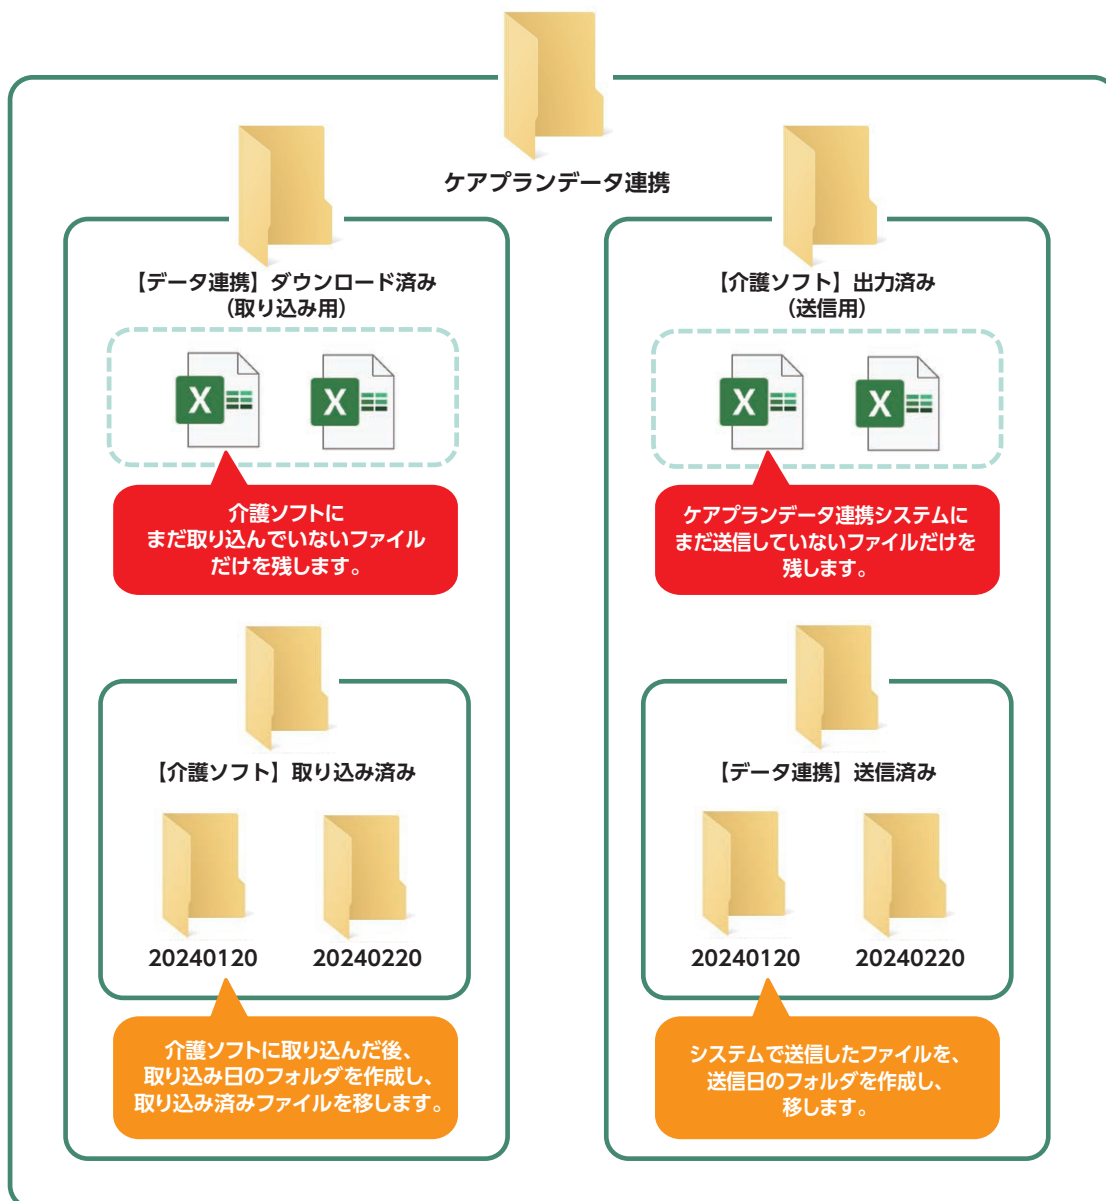 ケアプランデータ連携
【データ連携】ダウンロード済み
（取り込み用）
X
X
介護ソフトに
まだ取り込んでいないファイル
だけを残します。
【介護ソフト】取り込み済み
20240120
20240220
介護ソフトに取り込んだ後、
取り込み日のフォルダを作成し、
取り込み済みファイルを移します。
【介護ソフト】出力済み
（送信用）
X
X
ケアプランデータ連携システムに
まだ送信していないファイルだけを
残します。
【データ連携】送信済み
20240120
20240220
システムで送信したファイルを、
送信日のフォルダを作成し、
移します。